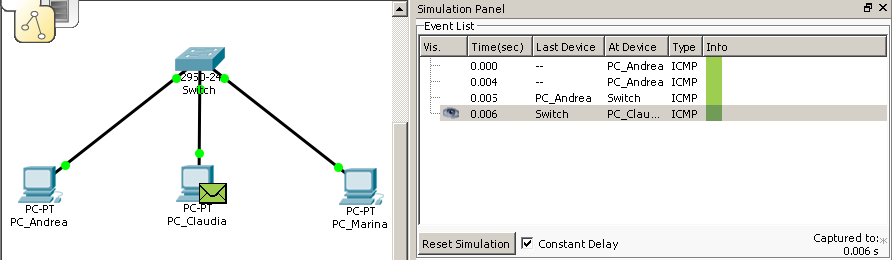 2950-24
Switch
PC-PT
PC_Andrea
PC-PT
PC_Claudia
PC-PT
PC_Marina
Simulation Panel
Event List
Vis. Time(sec) Last Device At Device Type Info
0.000 -- PC_Andrea ICMP
0.004 -- PC_Andrea ICMP
0.005 PC_Andrea Switch ICMP
0.006 Switch PC_Clau... ICMP
Reset Simulation Constant Delay
Captured to:*
0.006 s